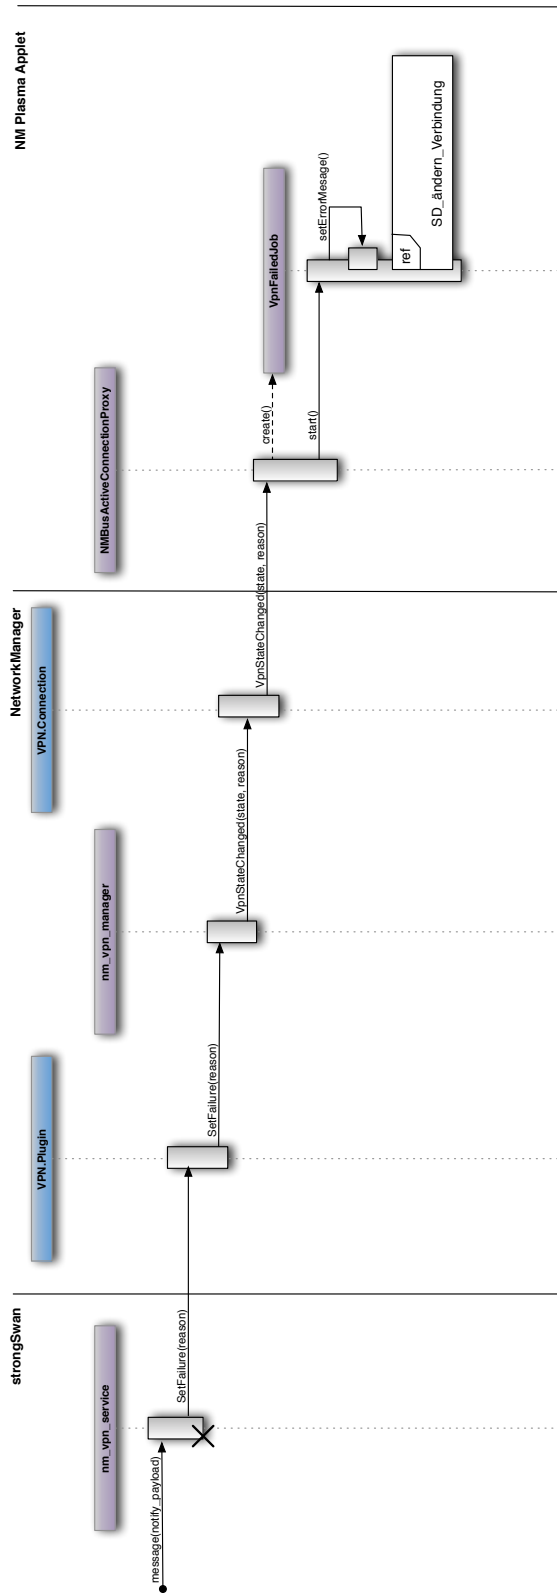 strongSwan
NetworkManager
NM Plasma Applet
VPN.Plugin
VPN.Connection
nm_vpn_service
nm_vpn_manager
NMBusActiveConnectionProxy
message(notify_payload)
SetFailure(reason)
SetFailure(reason)
VpnStateChanged(state, reason)
VpnStateChanged(state, reason)
create()
VpnFailedJob
start()
setErrorMesage()
ref
SD_ändern_Verbindung